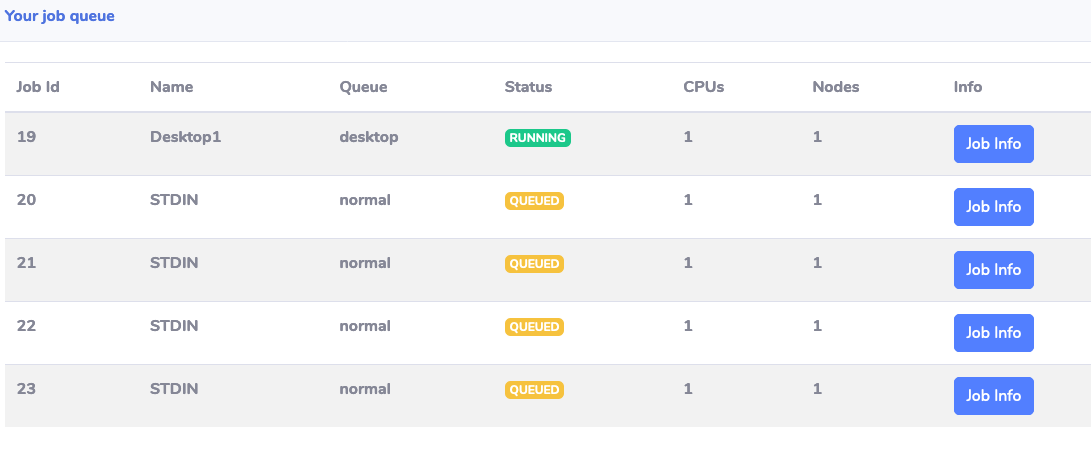 Your job queue
Job Id Name Queue Status CPUs Nodes Info
19 Desktop1 desktop RUNNING 1 1 Job Info
20 STDIN normal QUEUED 1 1 Job Info
21 STDIN normal QUEUED 1 1 Job Info
22 STDIN normal QUEUED 1 1 Job Info
23 STDIN normal QUEUED 1 1 Job Info